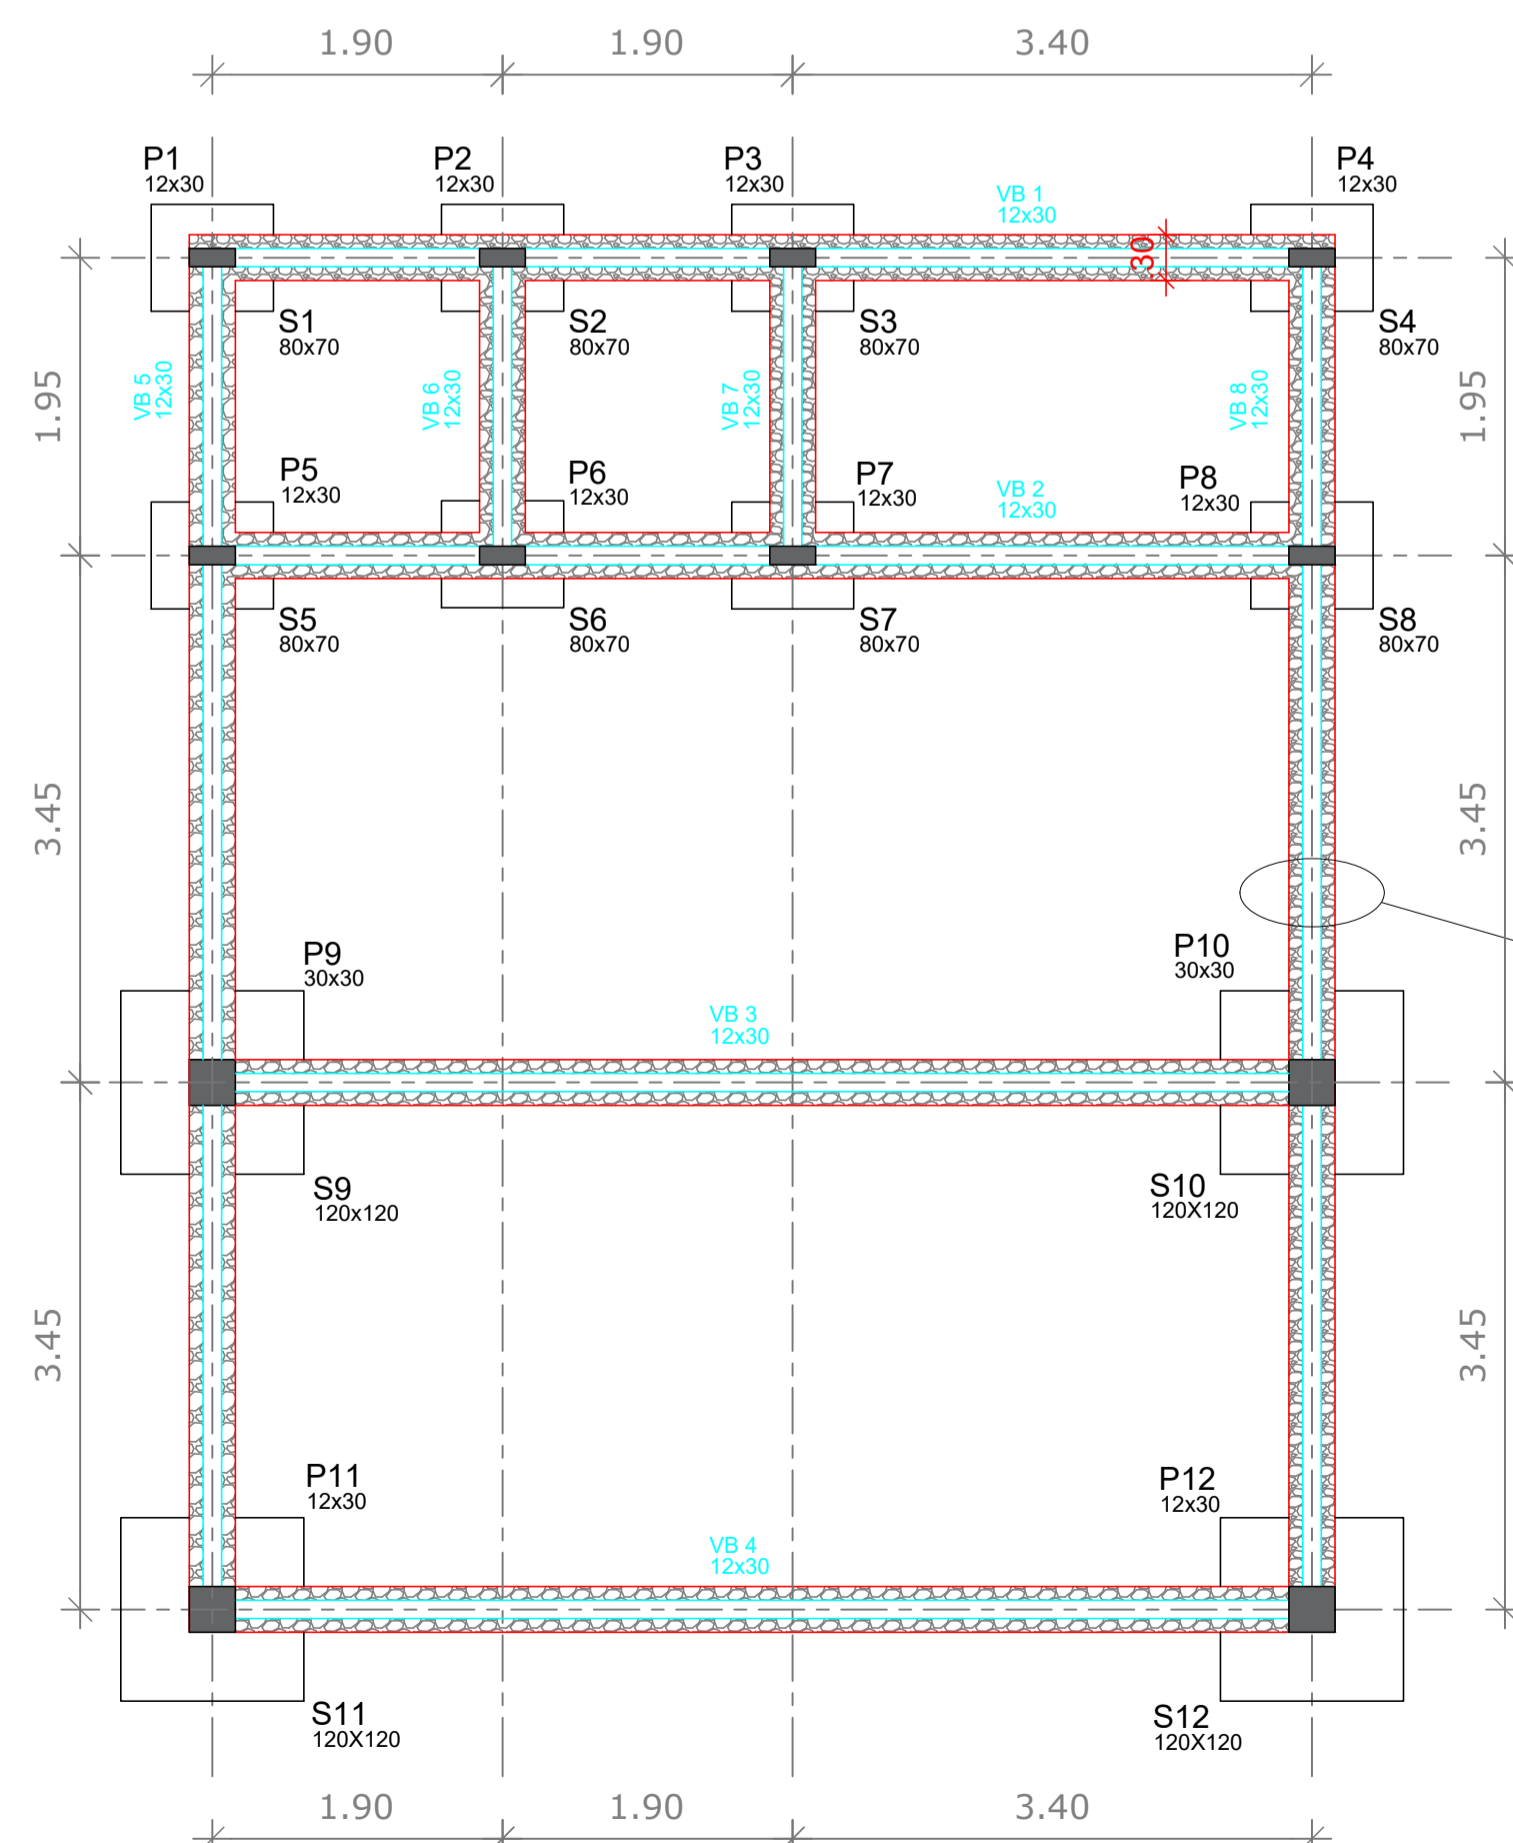 1.90 1.90 3.40
P1 P2 P3 P4
12x30 12x30 12x30 12x30
VB 1
12x30
30
S1 S2 S3 S4
80x70 80x70 80x70 80x70
1.95 1.95
VB 5 VB 6 VB 7 VB 8
12x30 12x30 12x30 12x30
P5 P6 P7 P8
12x30 12x30 12x30 12x30
VB 2
12x30
S5 S6 S7 S8
80x70 80x70 80x70 80x70
3.45 3.45
P9 P10
30x30 30x30
VB 3
12x30
S9 S10
120x120 120X120
3.45 3.45
P11 P12
12x30 12x30
VB 4
12x30
S11 S12
120X120 120X120
1.90 1.90 3.40